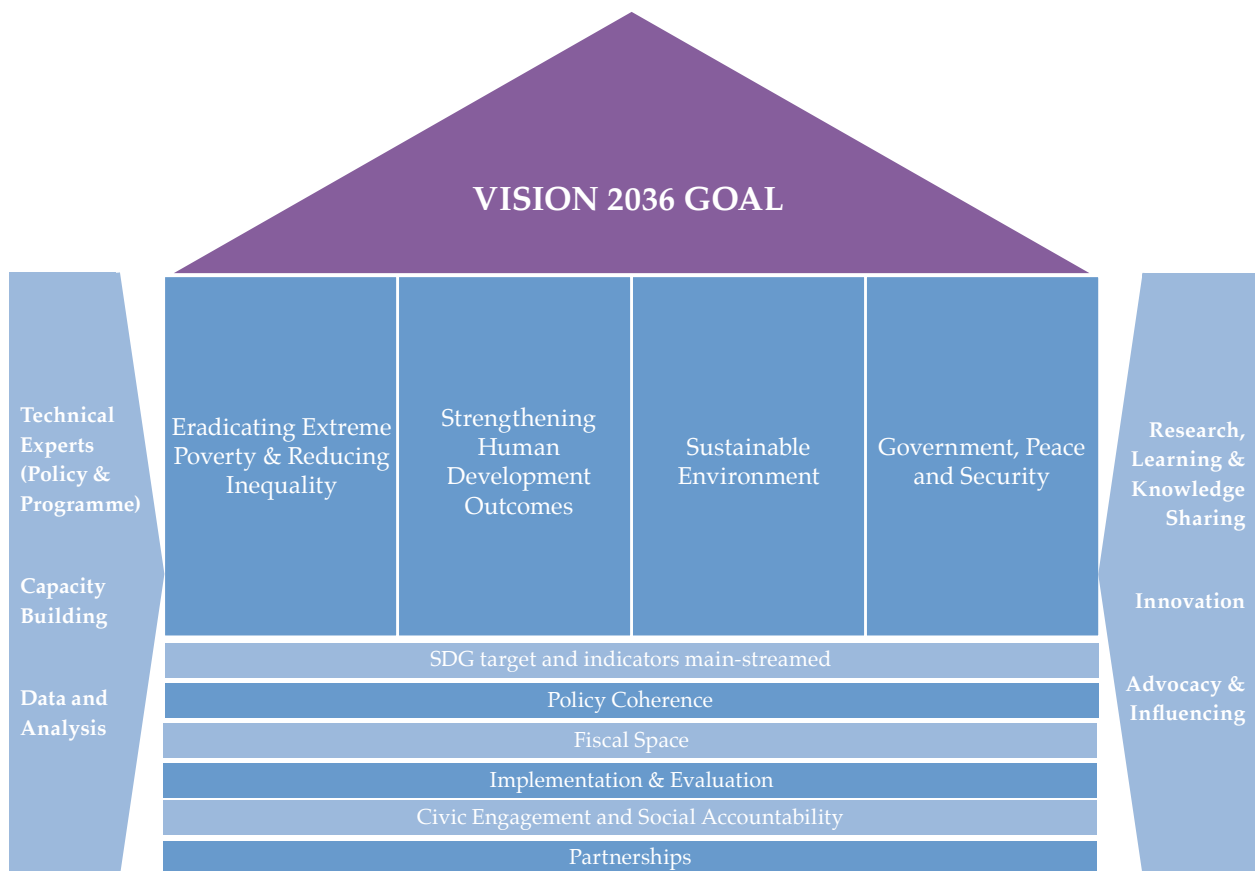 VISION 2036 GOAL
Technical
Experts
(Policy &
Programme)
Capacity
Building
Data and
Analysis
Eradicating Extreme
Poverty & Reducing
Inequality
Strengthening
Human
Development
Outcomes
Sustainable
Environment
Government, Peace
and Security
Research,
Learning &
Knowledge
Sharing
Innovation
Advocacy &
Influencing
SDG target and indicators main-streamed
Policy Coherence
Fiscal Space
Implementation & Evaluation
Civic Engagement and Social Accountability
Partnerships